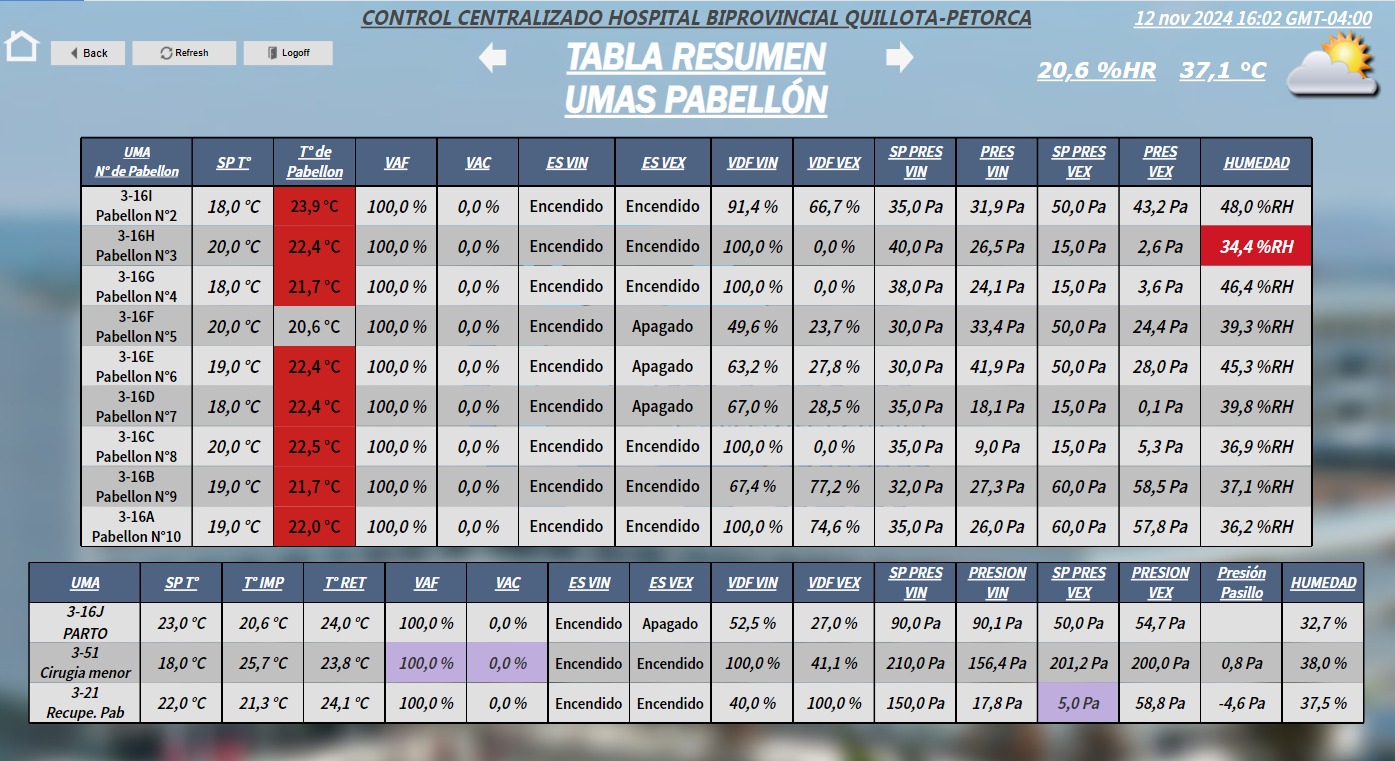 CONTROL CENTRALIZADO HOSPITAL BIPROVINCIAL QUILLOTA-PETORCA
12 nov 2024 16:02 GMT-04:00
Back
Refresh
Logoff
TABLA RESUMEN
UMAS PABELLÓN
20,6 %HR 37,1 °C
UMA N° de Pabellon SP T° T° de Pabellon VAF VAC ES VIN ES VEX VDF VIN VDF VEX SP PRES VIN PRES VIN SP PRES VEX PRES VEX HUMEDAD
3-16I Pabellon N°2 18,0 °C 23,9 °C 100,0 % 0,0 % Encendido Encendido 91,4 % 66,7 % 35,0 Pa 31,9 Pa 50,0 Pa 43,2 Pa 48,0 %RH
3-16H Pabellon N°3 20,0 °C 22,4 °C 100,0 % 0,0 % Encendido Encendido 100,0 % 0,0 % 40,0 Pa 26,5 Pa 15,0 Pa 2,6 Pa 34,4 %RH
3-16G Pabellon N°4 18,0 °C 21,7 °C 100,0 % 0,0 % Encendido Encendido 100,0 % 0,0 % 38,0 Pa 24,1 Pa 15,0 Pa 3,6 Pa 46,4 %RH
3-16F Pabellon N°5 20,0 °C 20,6 °C 100,0 % 0,0 % Encendido Apagado 49,6 % 23,7 % 30,0 Pa 33,4 Pa 50,0 Pa 24,4 Pa 39,3 %RH
3-16E Pabellon N°6 19,0 °C 22,4 °C 100,0 % 0,0 % Encendido Apagado 63,2 % 27,8 % 30,0 Pa 41,9 Pa 50,0 Pa 28,0 Pa 45,3 %RH
3-16D Pabellon N°7 18,0 °C 22,4 °C 100,0 % 0,0 % Encendido Apagado 67,0 % 28,5 % 35,0 Pa 18,1 Pa 15,0 Pa 0,1 Pa 39,8 %RH
3-16C Pabellon N°8 20,0 °C 22,5 °C 100,0 % 0,0 % Encendido Encendido 100,0 % 0,0 % 35,0 Pa 9,0 Pa 15,0 Pa 5,3 Pa 36,9 %RH
3-16B Pabellon N°9 19,0 °C 21,7 °C 100,0 % 0,0 % Encendido Encendido 67,4 % 77,2 % 32,0 Pa 27,3 Pa 60,0 Pa 58,5 Pa 37,1 %RH
3-16A Pabellon N°10 19,0 °C 22,0 °C 100,0 % 0,0 % Encendido Encendido 100,0 % 74,6 % 35,0 Pa 26,0 Pa 60,0 Pa 57,8 Pa 36,2 %RH
UMA SP T° T° IMP T° RET VAF VAC ES VIN ES VEX VDF VIN VDF VEX SP PRES VIN PRESION VIN SP PRES VEX PRESION VEX Presión Pasillo HUMEDAD
3-16J PARTO 23,0 °C 20,6 °C 24,0 °C 100,0 % 0,0 % Encendido Apagado 52,5 % 27,0 % 90,0 Pa 90,1 Pa 50,0 Pa 54,7 Pa 32,7 %
3-51 Cirugia menor 18,0 °C 25,7 °C 23,8 °C 100,0 % 0,0 % Encendido Encendido 100,0 % 41,1 % 210,0 Pa 156,4 Pa 201,2 Pa 200,0 Pa 0,8 Pa 38,0 %
3-21 Recupe. Pab 22,0 °C 21,3 °C 24,1 °C 100,0 % 0,0 % Encendido Encendido 40,0 % 100,0 % 150,0 Pa 17,8 Pa 5,0 Pa 58,8 Pa -4,6 Pa 37,5 %